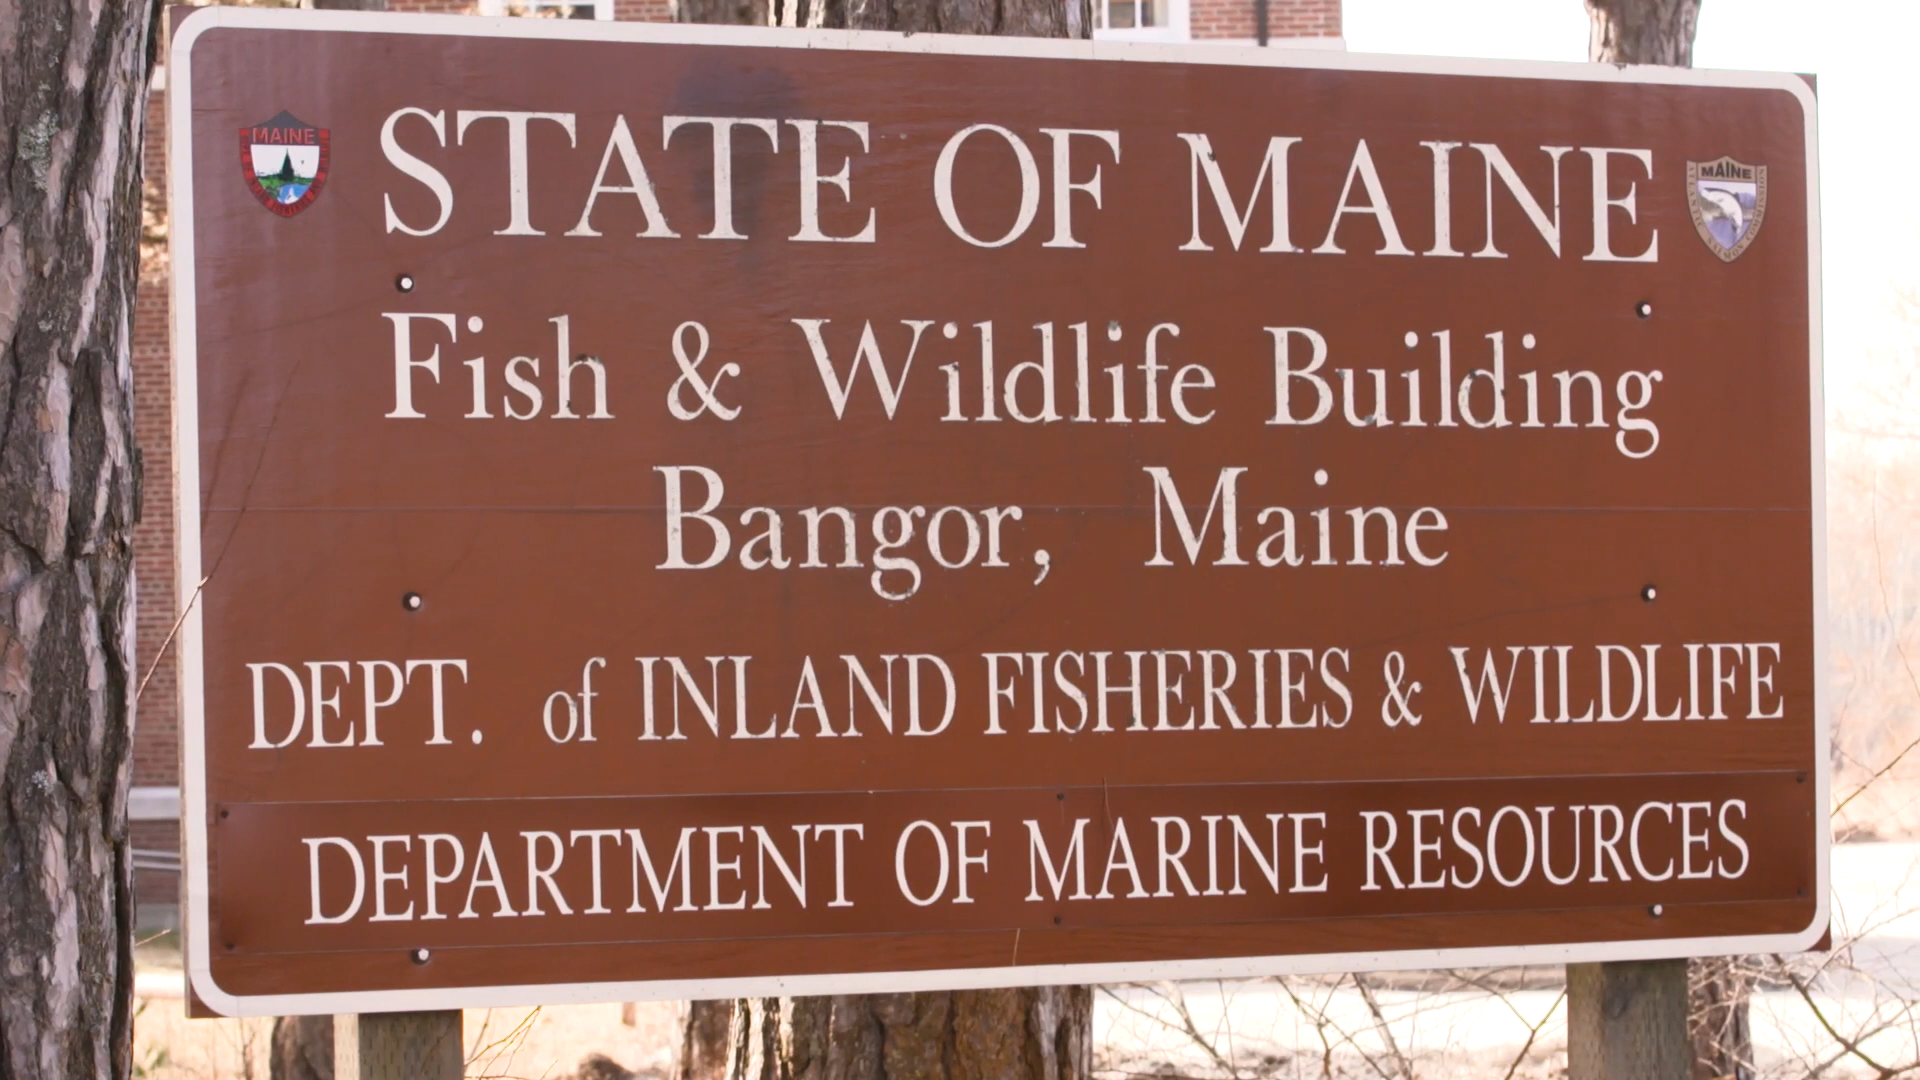 STATE OF MAINE
MAINE
MAINE
Fish & Wildlife Building
Bangor, Maine
DEPT. of INLAND FISHERIES & WILDLIFE
DEPARTMENT OF MARINE RESOURCES